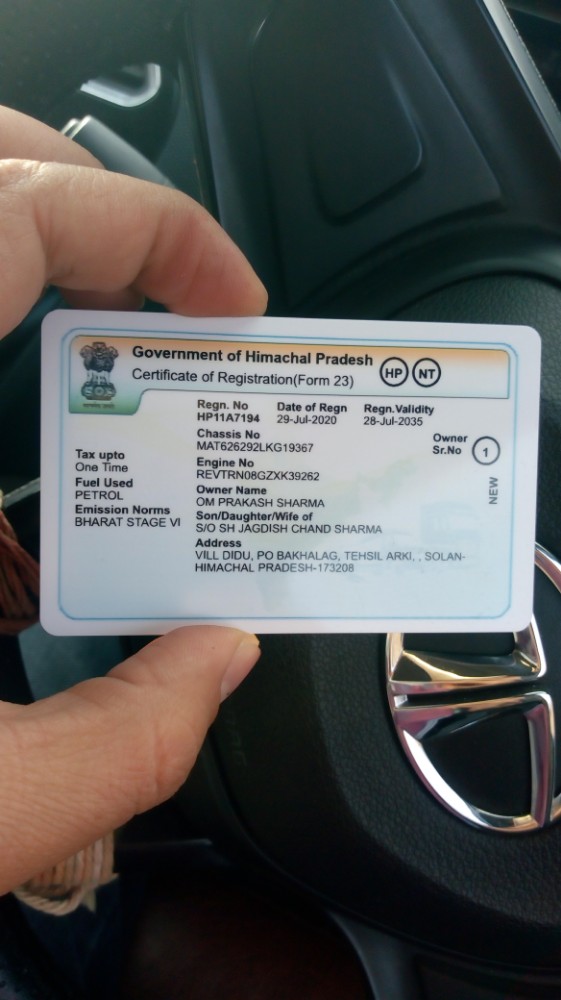 Government of Himachal Pradesh
Certificate of Registration(Form 23)
HP NT
Regn. No Date of Regn Regn.Validity
HP11A7194 29-Jul-2020 28-Jul-2035
Chassis No
MAT626292LKG19367
Owner
Sr.No 1
NEW
Engine No
REVTRN08GZXK39262
Tax upto
One Time
Fuel Used
PETROL
Emission Norms
BHARAT STAGE VI
Owner Name
OM PRAKASH SHARMA
Son/Daughter/Wife of
S/O SH JAGDISH CHAND SHARMA
Address
VILL DIDU, PO BAKHALAG, TEHSIL ARKI, , SOLAN-
HIMACHAL PRADESH-173208